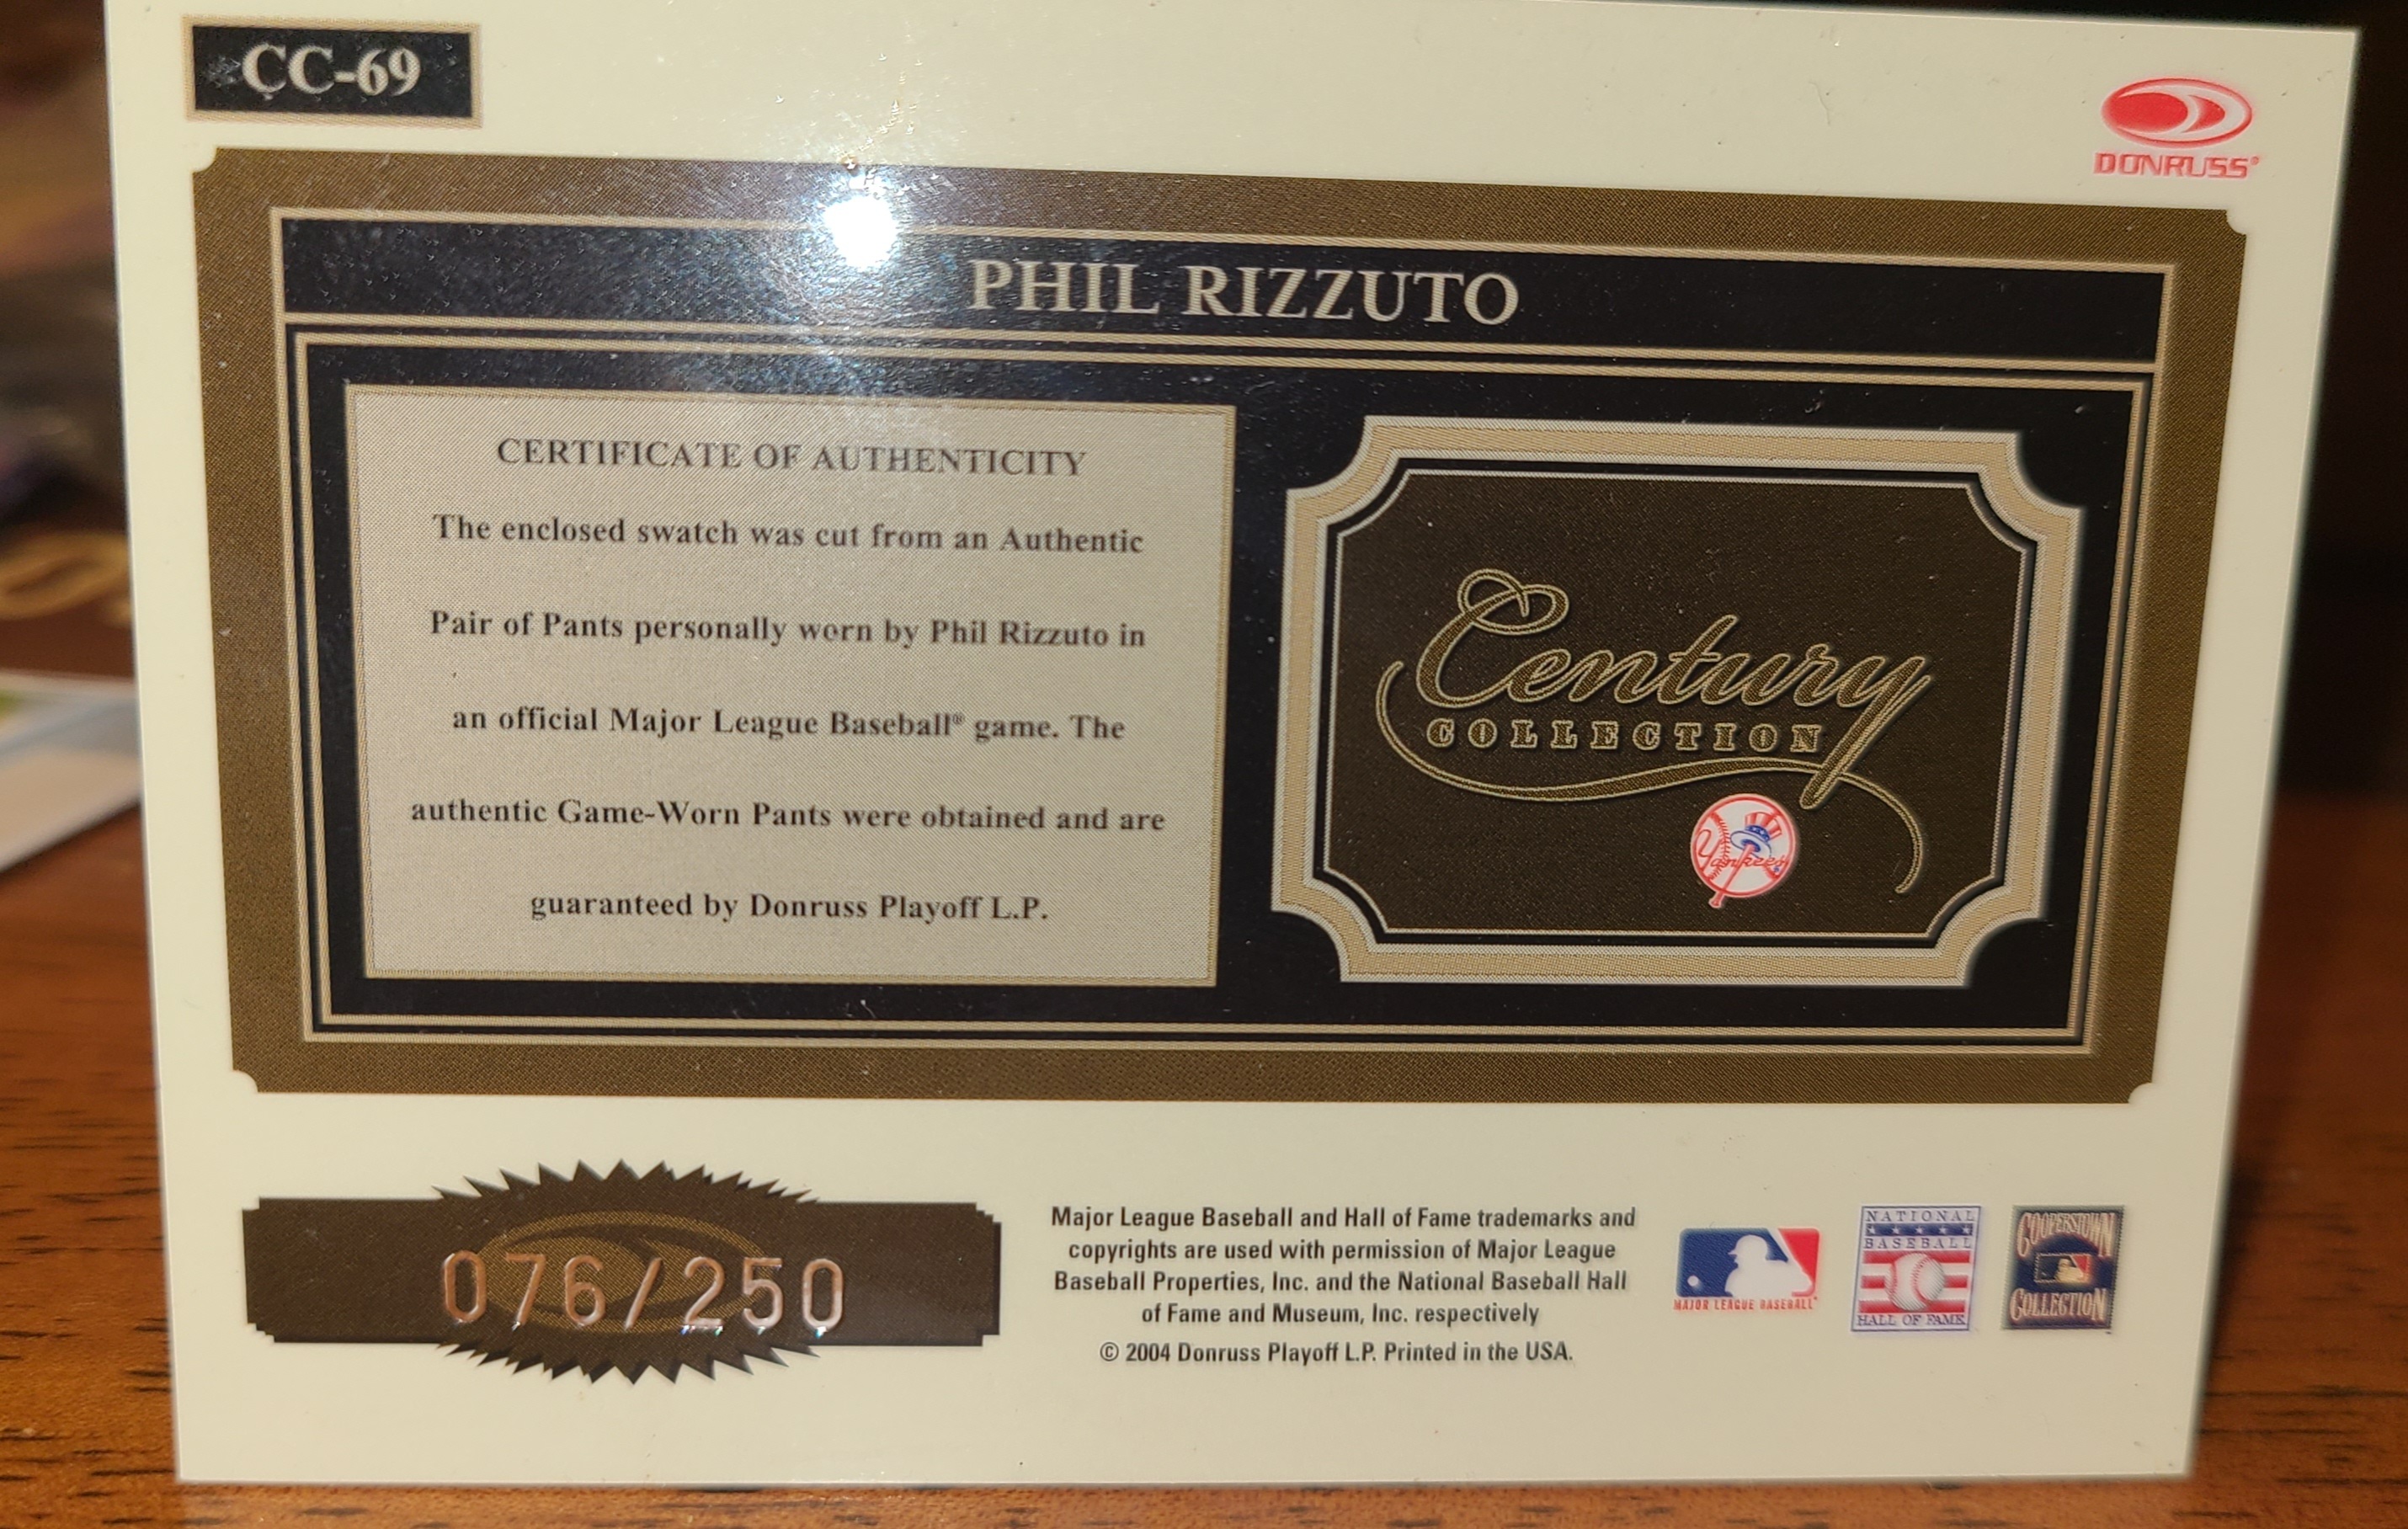 CC-69
DONRUSS®
PHIL RIZZUTO
CERTIFICATE OF AUTHENTICITY
The enclosed swatch was cut from an Authentic
Pair of Pants personally worn by Phil Rizzuto in
an official Major League Baseball® game. The
authentic Game-Worn Pants were obtained and are
guaranteed by Donruss Playoff L.P.
Century
COLLECTION
Yankees
076/250
Major League Baseball and Hall of Fame trademarks and
copyrights are used with permission of Major League
Baseball Properties, Inc. and the National Baseball Hall
of Fame and Museum, Inc. respectively
© 2004 Donruss Playoff L.P. Printed in the USA.
MAJOR LEAGUE BASEBALL
NATIONAL
BASEBALL
HALL OF FAME
COOPERSTOWN
COLLECTION